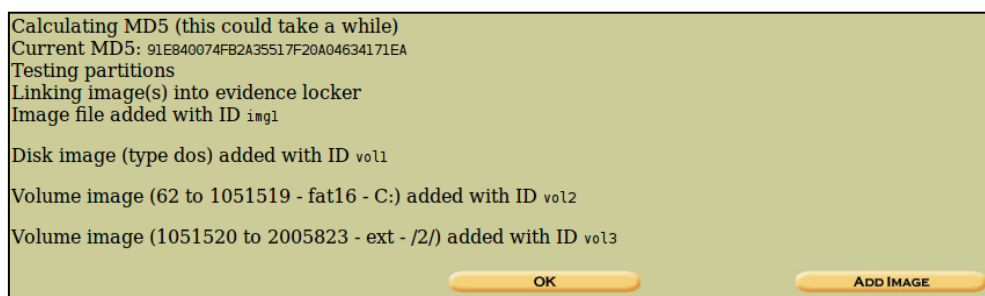 Calculating MD5 (this could take a while)
Current MD5: 91E840074FB2A35517F20A04634171EA
Testing partitions
Linking image(s) into evidence locker
Image file added with ID img1
Disk image (type dos) added with ID vol1
Volume image (62 to 1051519 - fat16 - C:) added with ID vol2
Volume image (1051520 to 2005823 - ext - /2/) added with ID vol3
OK ADD IMAGE